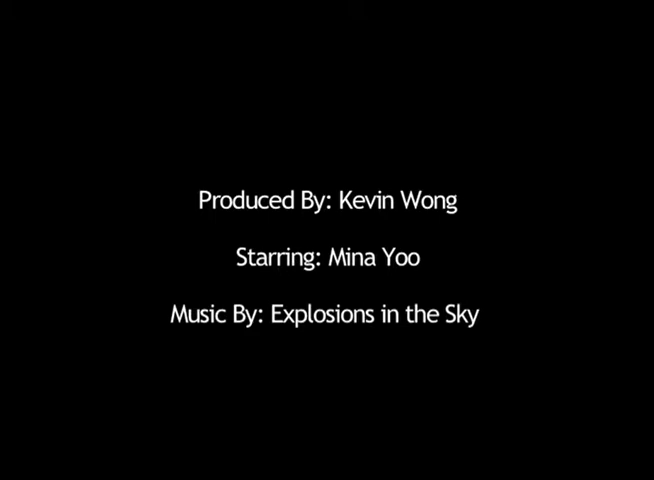 Produced By: Kevin Wong
Starring: Mina Yoo
Music By: Explosions in the Sky